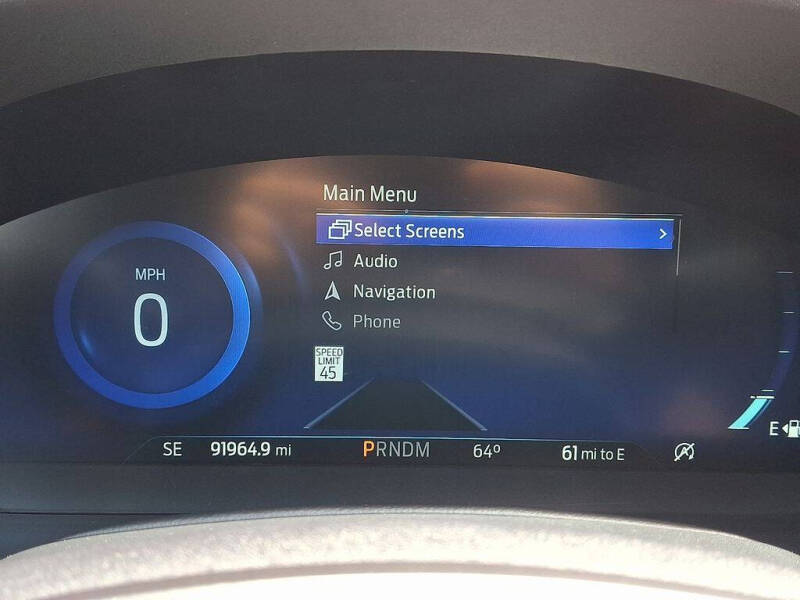 Main Menu
Select Screens
Audio
Navigation
Phone
MPH
0
SPEED
LIMIT
45
E
SE 91964.9 mi PRNDM 64º 61 mi to E A